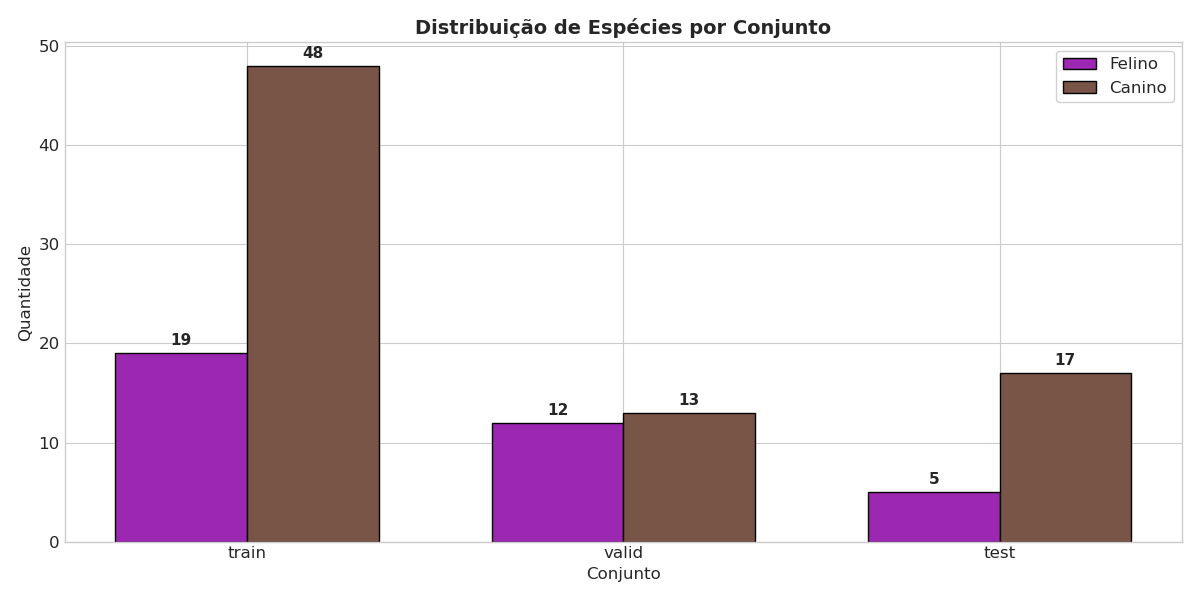 Distribuição de Espécies por Conjunto
Felino
Canino
Quantidade
50
40
30
20
10
0
19
48
12
13
5
17
train
valid
test
Conjunto